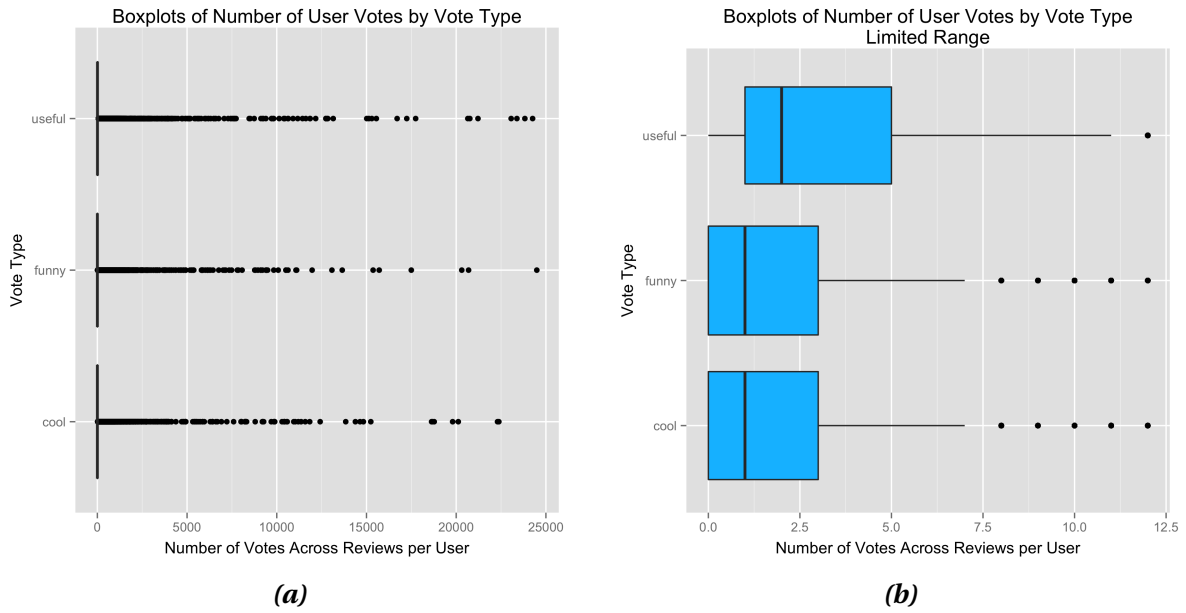 Boxplots of Number of User Votes by Vote Type
useful
funny
cool
Vote Type
0 5000 10000 15000 20000 25000
Number of Votes Across Reviews per User
(a)
Boxplots of Number of User Votes by Vote Type
Limited Range
useful
funny
cool
Vote Type
0.0 2.5 5.0 7.5 10.0 12.5
Number of Votes Across Reviews per User
(b)